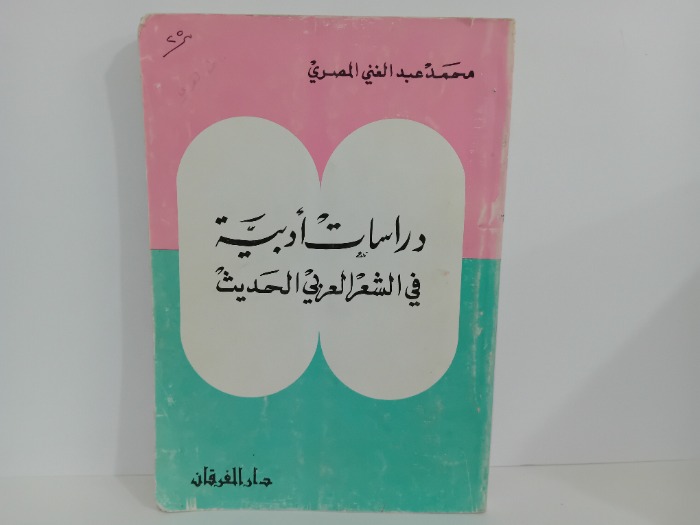 محمد عبد الغني المصري
دراسات أدبية
في الشعر العربي الحديث
دار الفرقان